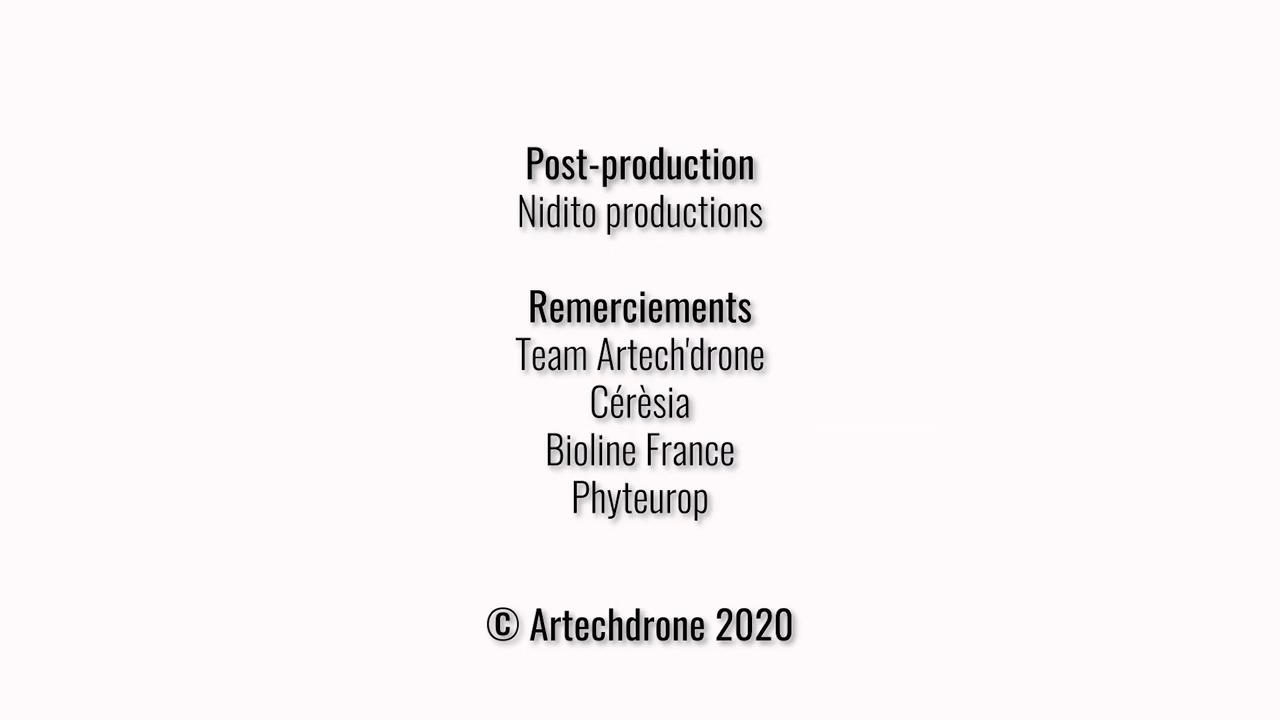 Post-production
Nidito productions
Remerciements
Team Artech'drone
Cérèsia
Bioline France
Phyteurop
© Artechdrone 2020